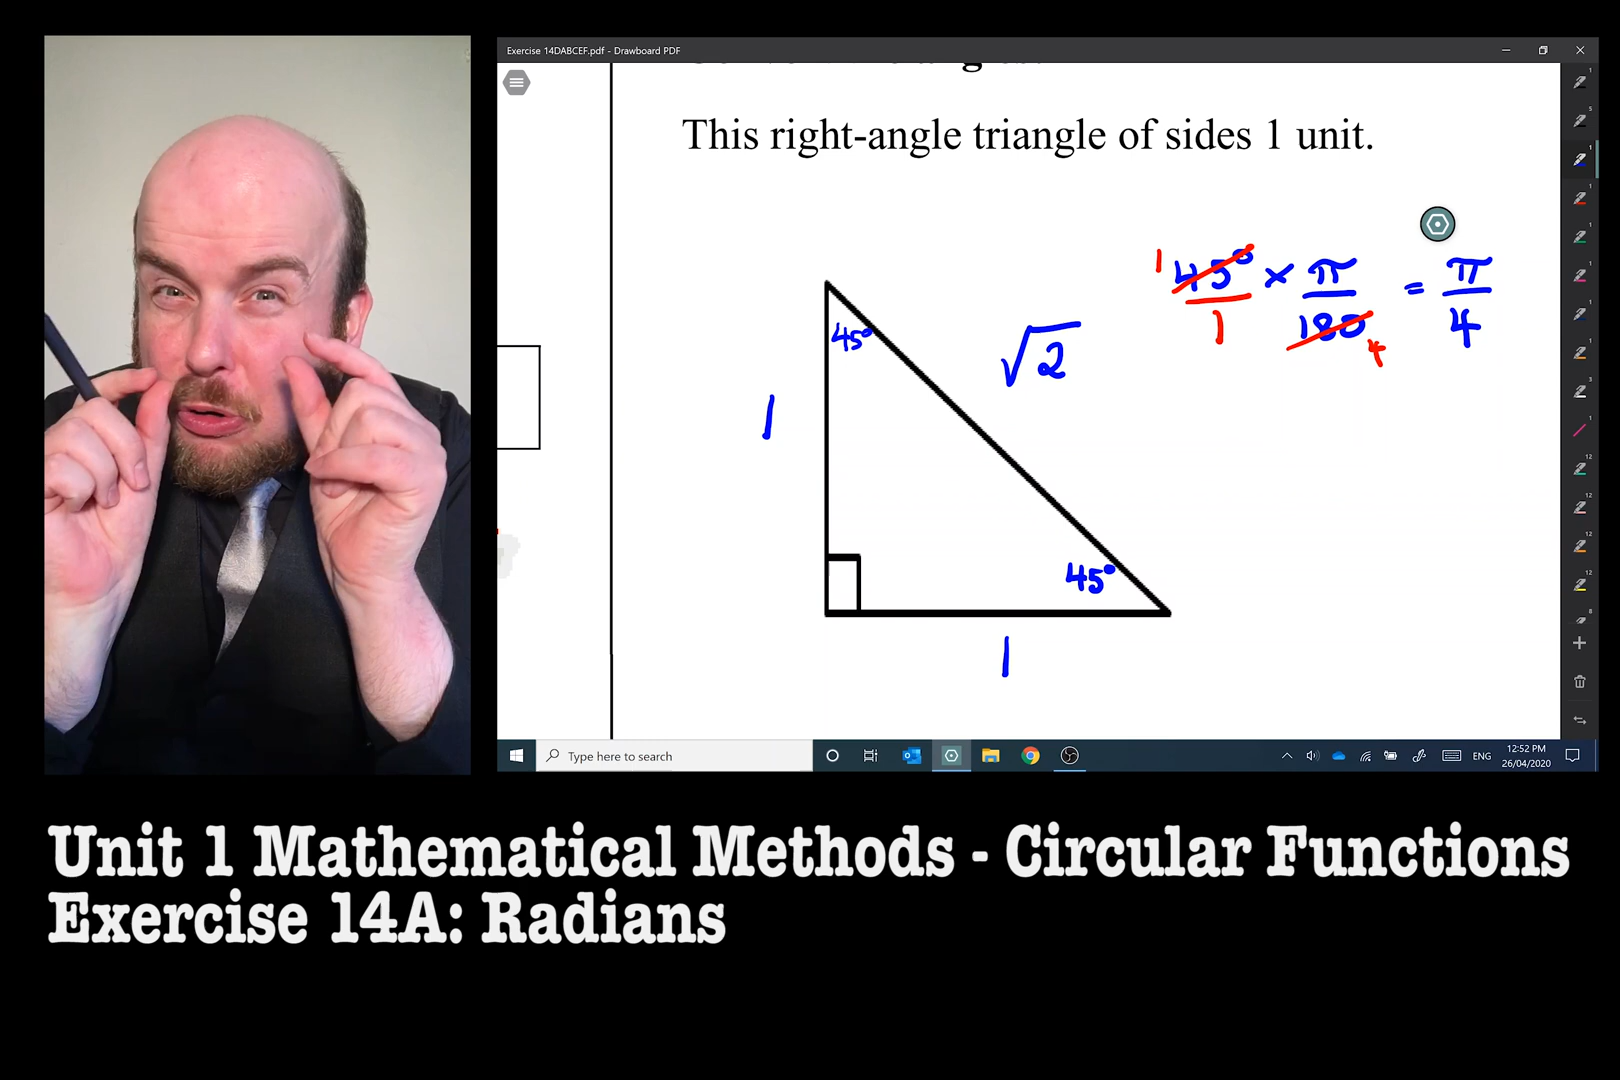 Exercise 14DABCEF.pdf - Drawboard PDF
This right-angle triangle of sides 1 unit.
1 45° × π = π
1 180 4 4
45°
√2
1
45°
1
Type here to search
ENG
12:52 PM
26/04/2020
Unit 1 Mathematical Methods - Circular Functions
Exercise 14A: Radians